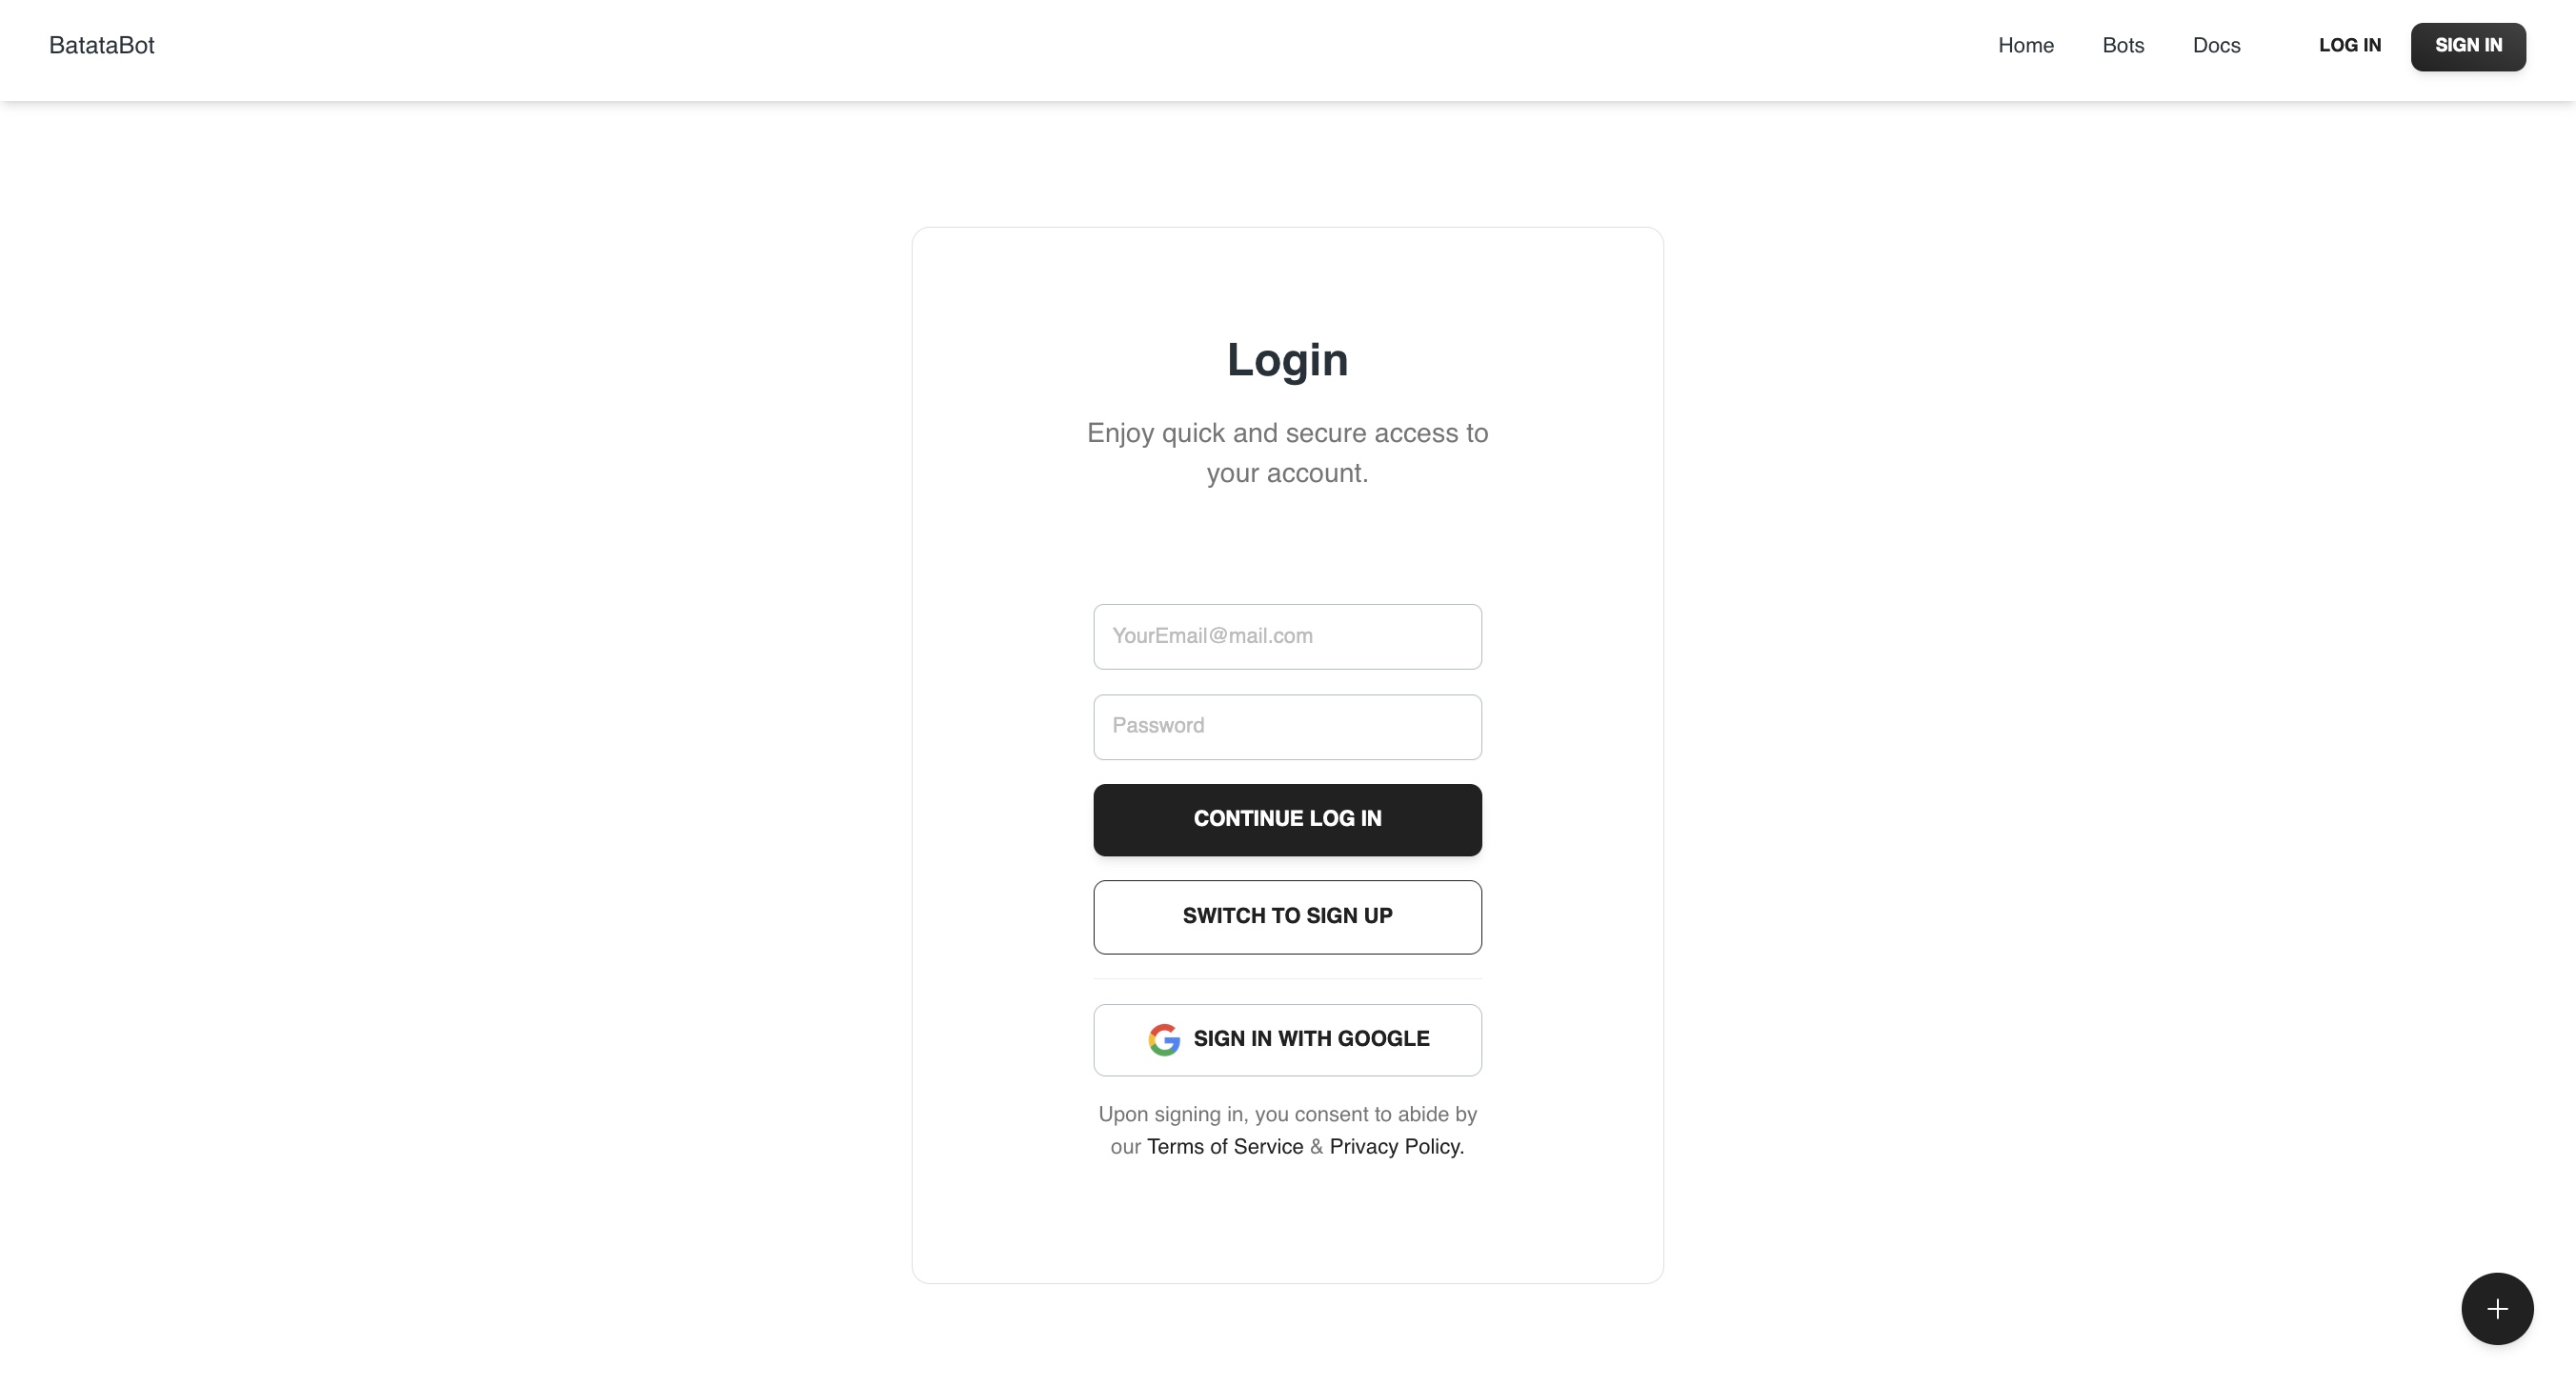 BatataBot
Home
Bots
Docs
LOG IN
SIGN IN
Login
Enjoy quick and secure access to
your account.
YourEmail@mail.com
Password
CONTINUE LOG IN
SWITCH TO SIGN UP
SIGN IN WITH GOOGLE
Upon signing in, you consent to abide by
our Terms of Service & Privacy Policy.